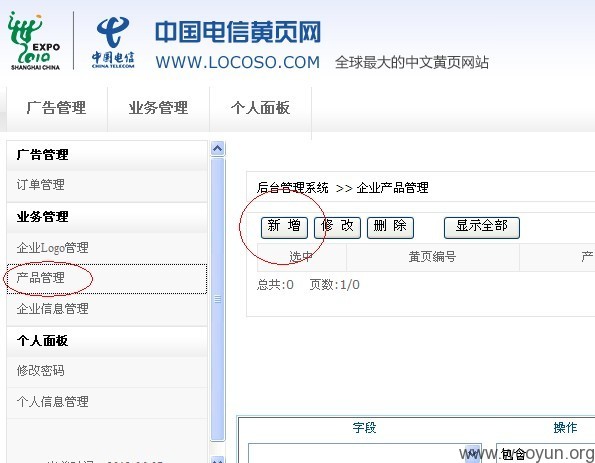 EXPO
2010
SHANGHAI CHINA
中国电信
CHINA TELECOM
中国电信黄页网
WWW.LOCOSO.COM 全球最大的中文黄页网站
广告管理 业务管理 个人面板
广告管理
订单管理
业务管理
企业Logo管理
产品管理
企业信息管理
个人面板
修改密码
个人信息管理
后台管理系统 >> 企业产品管理
新 增 修 改 删 除 显示全部
选中 黄页编号 产
总共:0 页数:1/0
字段 操作
包含